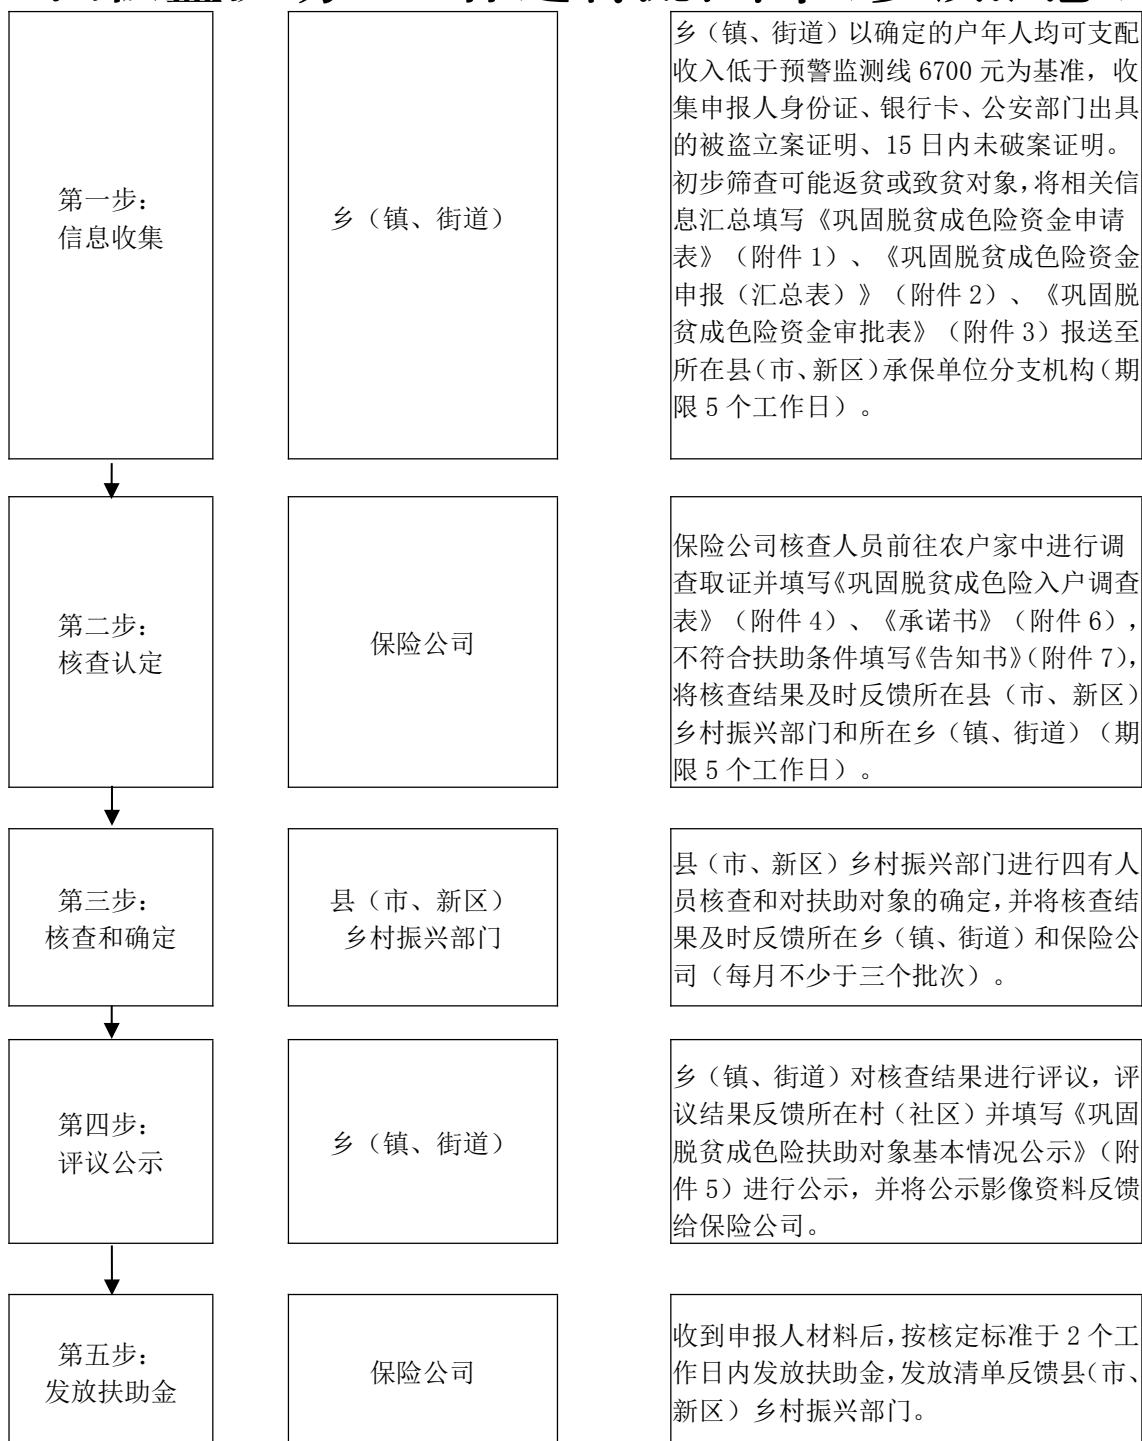 第一步：
信息收集
乡（镇、街道）
乡（镇、街道）以确定的户年人均可支配
收入低于预警监测线 6700 元为基准，收
集申报人身份证、银行卡、公安部门出具
的被盗立案证明、15 日内未破案证明。
初步筛查可能返贫或致贫对象，将相关信
息汇总填写《巩固脱贫成色险资金申请
表》（附件 1）、《巩固脱贫成色险资金
申报（汇总表）》（附件 2）、《巩固脱
贫成色险资金审批表》（附件 3）报送至
所在县（市、新区）承保单位分支机构（期
限 5 个工作日）。
第二步：
核查认定
保险公司
保险公司核查人员前往农户家中进行调
查取证并填写《巩固脱贫成色险入户调查
表》（附件 4）、《承诺书》（附件 6），
不符合扶助条件填写《告知书》（附件 7），
将核查结果及时反馈所在县（市、新区）
乡村振兴部门和所在乡（镇、街道）（期
限 5 个工作日）。
第三步：
核查和确定
县（市、新区）
乡村振兴部门
县（市、新区）乡村振兴部门进行四有人
员核查和对扶助对象的确定，并将核查结
果及时反馈所在乡（镇、街道）和保险公
司（每月不少于三个批次）。
第四步：
评议公示
乡（镇、街道）
乡（镇、街道）对核查结果进行评议，评
议结果反馈所在村（社区）并填写《巩固
脱贫成色险扶助对象基本情况公示》（附
件 5）进行公示，并将公示影像资料反馈
给保险公司。
第五步：
发放扶助金
保险公司
收到申报人材料后，按核定标准于 2 个工
作日内发放扶助金，发放清单反馈县（市、
新区）乡村振兴部门。